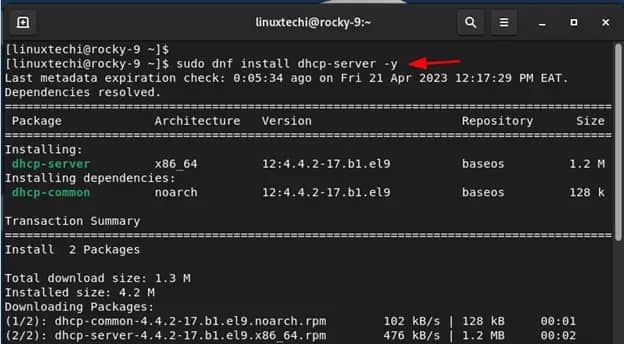 linuxtechi@rocky-9:~
[linuxtechi@rocky-9 ~]$
[linuxtechi@rocky-9 ~]$ sudo dnf install dhcp-server -y
Last metadata expiration check: 0:05:34 ago on Fri 21 Apr 2023 12:17:29 PM EAT.
Dependencies resolved.
================================================================================
Package Architecture Version Repository Size
================================================================================
Installing:
dhcp-server x86_64 12:4.4.2-17.b1.el9 baseos 1.2 M
Installing dependencies:
dhcp-common noarch 12:4.4.2-17.b1.el9 baseos 128 k

Transaction Summary
================================================================================
Install 2 Packages

Total download size: 1.3 M
Installed size: 4.2 M
Downloading Packages:
(1/2): dhcp-common-4.4.2-17.b1.el9.noarch.rpm 102 kB/s | 128 kB 00:01
(2/2): dhcp-server-4.4.2-17.b1.el9.x86_64.rpm 476 kB/s | 1.2 MB 00:02